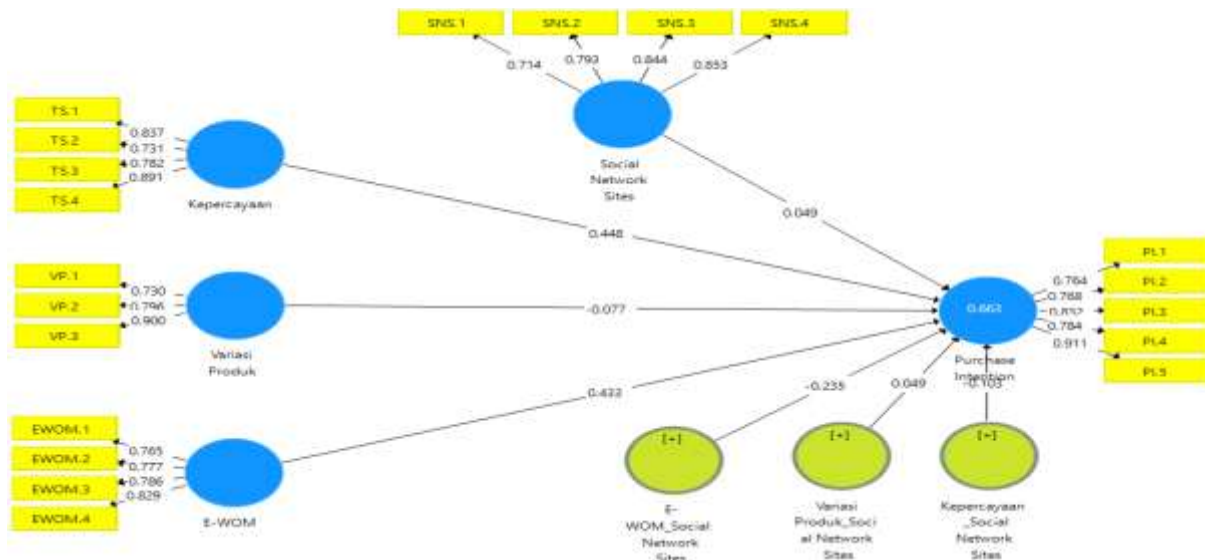 SNS.1 SNS.2 SNS.3 SNS.4
0.714 0.793 0.844
TS.1
TS.2
TS.3
TS.4
0.837
0.731
0.782
0.891
Kepercayaan
Social
Network
Sites
0.448
0.049
VP.1
VP.2
VP.3
0.730
0.796
0.900
Variasi
Produk
-0.077
0.663
Purchase
Intention
0.764
0.768
0.784
0.911
PI.1
PI.2
PI.3
PI.4
PI.5
EWOM.1
EWOM.2
EWOM.3
EWOM.4
0.765
0.777
0.786
0.829
E-WOM
-0.235
0.049
-0.103
[+]
E-
WOM_Social
Network
Sites
[+]
Variasi
Produk_Soci
al Network
Sites
[+]
Kepercayaan
_Social
Network
Sites